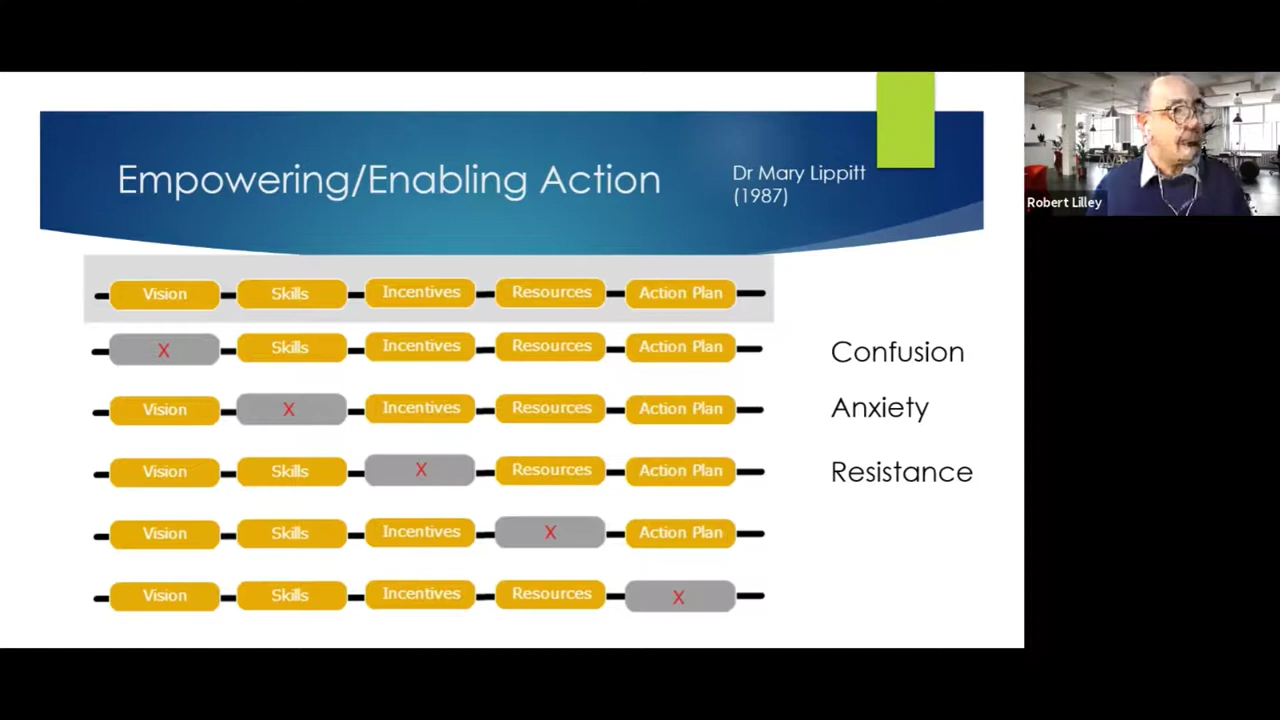 Empowering/Enabling Action
Dr Mary Lippitt
(1987)
Robert Lilley
Vision Skills Incentives Resources Action Plan
X Skills Incentives Resources Action Plan Confusion
Vision X Incentives Resources Action Plan Anxiety
Vision Skills X Resources Action Plan Resistance
Vision Skills Incentives X Action Plan
Vision Skills Incentives Resources X